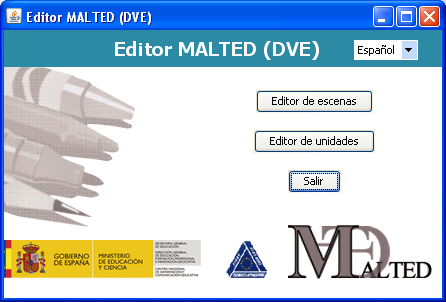 Editor MALTED (DVE)
Editor MALTED (DVE)
Español
Editor de escenas
Editor de unidades
Salir
GOBIERNO
DE ESPAÑA
MINISTERIO
DE EDUCACIÓN
Y CIENCIA
SECRETARÍA GENERAL
DE EDUCACIÓN
DIRECCIÓN GENERAL
DE EDUCACIÓN,
FORMACIÓN PROFESIONAL
E INNOVACIÓN EDUCATIVA
CENTRO NACIONAL
DE INFORMACIÓN Y
COMUNICACIÓN EDUCATIVA
MALTED